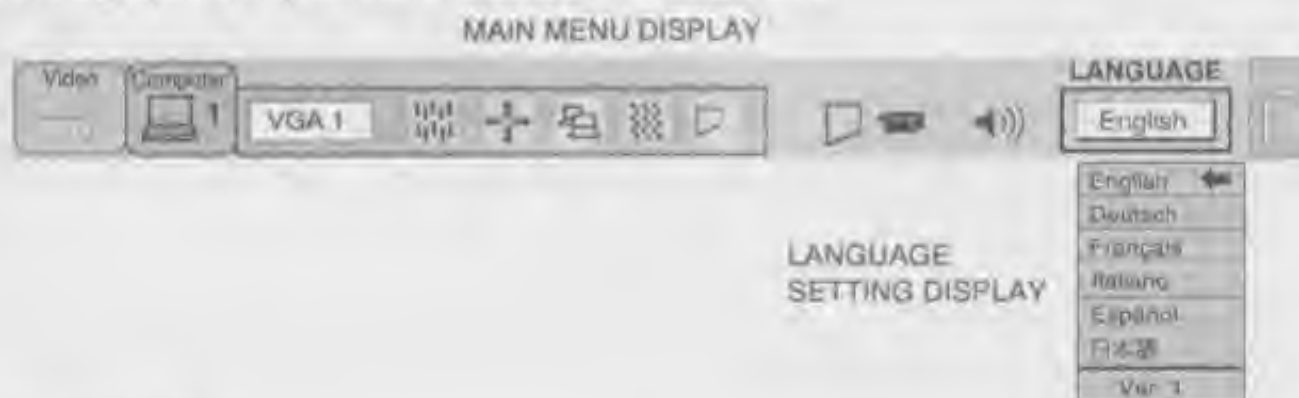 MAIN MENU DISPLAY
Video
Computer
1
VGA 1
LANGUAGE
English
English
Deutsch
Français
Italiano
Español
日本語
Ver. 1
LANGUAGE
SETTING DISPLAY